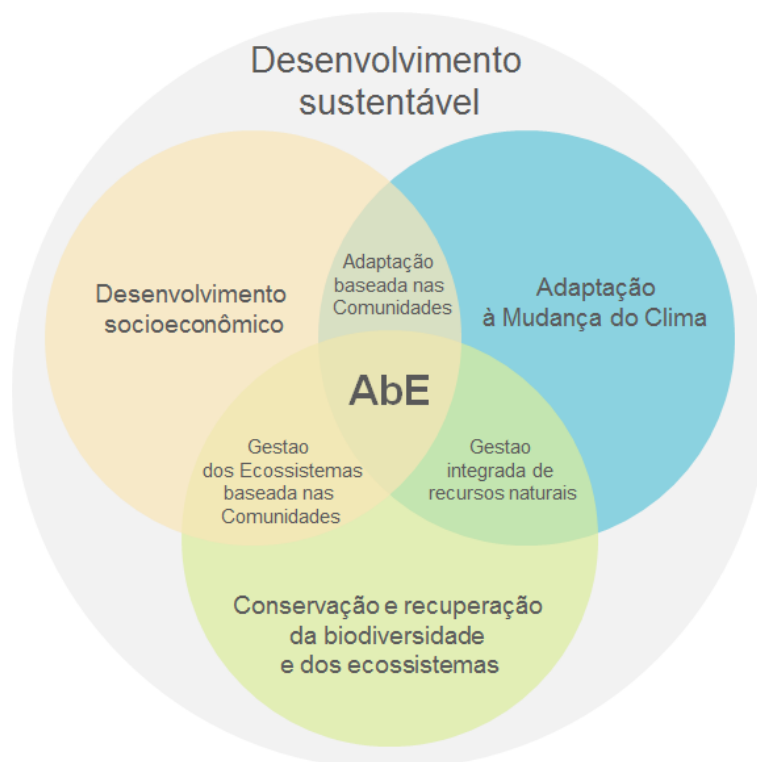 Desenvolvimento
sustentável
Adaptação
baseada nas
Comunidades
Desenvolvimento
socioeconômico
Adaptação
à Mudança do Clima
AbE
Gestao
dos Ecossistemas
baseada nas
Comunidades
Gestao
integrada de
recursos naturais
Conservação e recuperação
da biodiversidade
e dos ecossistemas